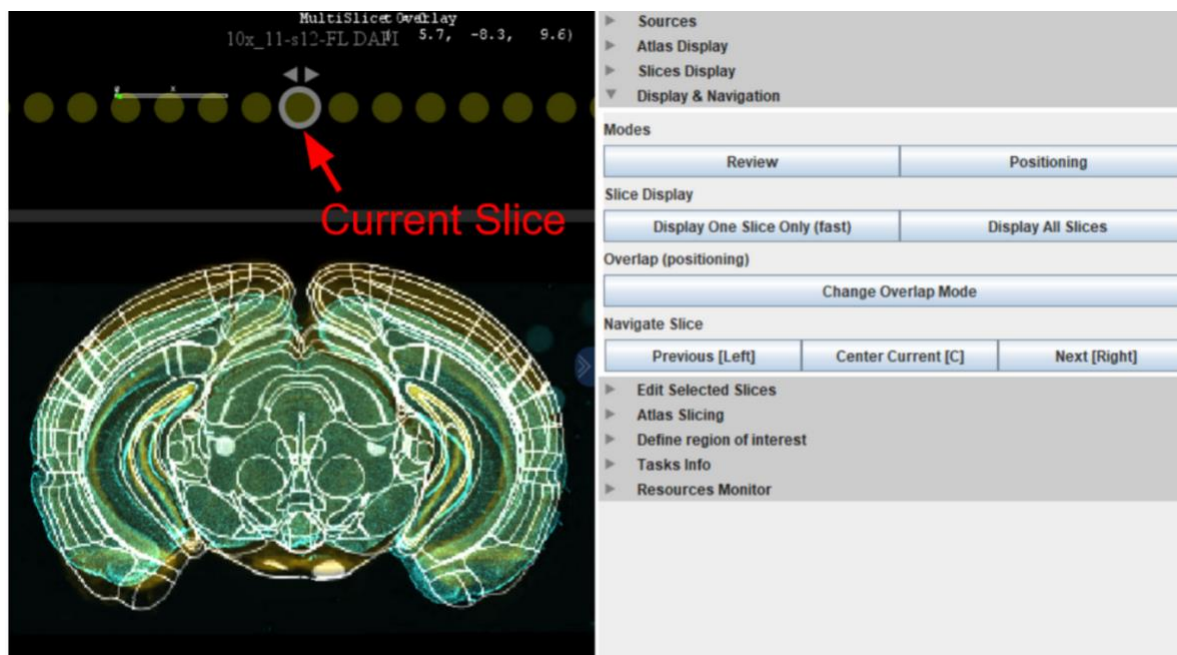 MultiSlice Overlay
10x_11-s12-FL DAPI
5.7, -8.3, 9.6)
x
Current Slice
Sources
Atlas Display
Slices Display
Display & Navigation
Modes
Review
Positioning
Slice Display
Display One Slice Only (fast)
Display All Slices
Overlap (positioning)
Change Overlap Mode
Navigate Slice
Previous [Left]
Center Current [C]
Next [Right]
Edit Selected Slices
Atlas Slicing
Define region of interest
Tasks Info
Resources Monitor